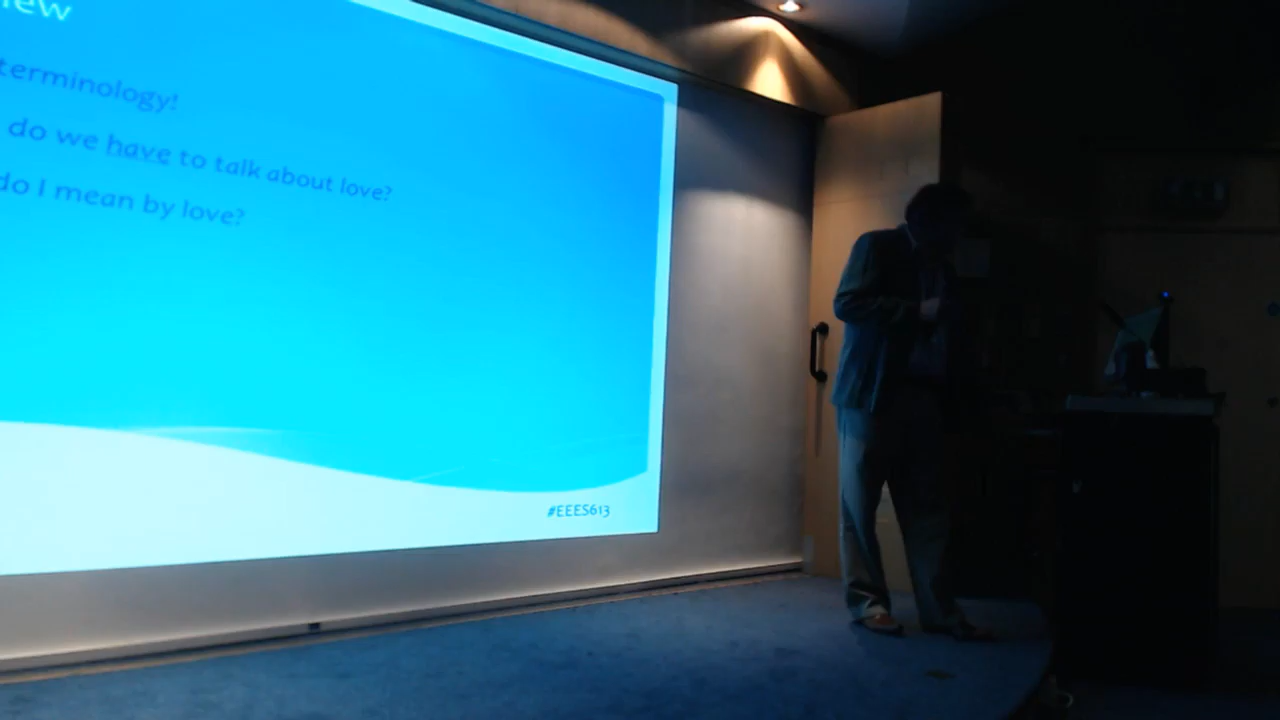 terminology!
do we have to talk about love?
do I mean by love?
#EEES613